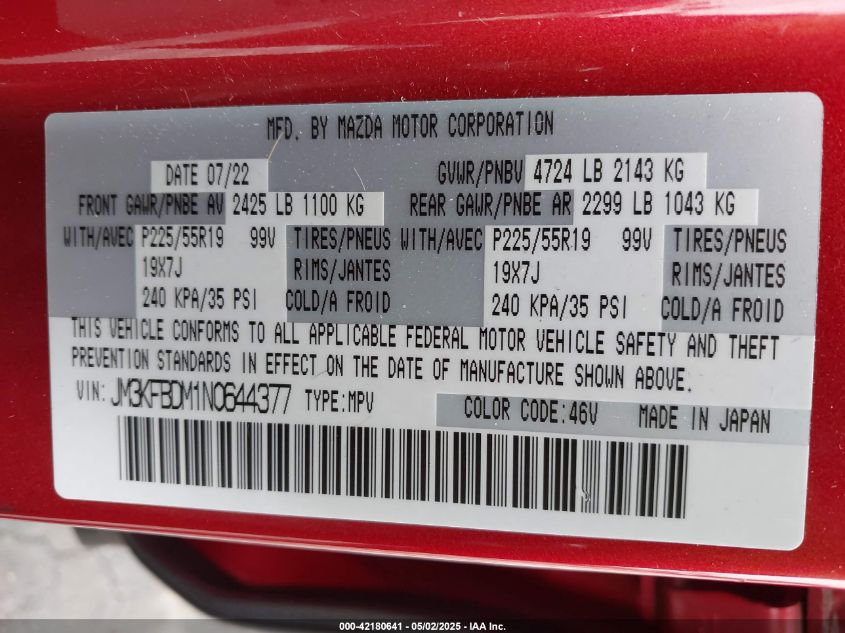 MFD. BY MAZDA MOTOR CORPORATION
DATE 07/22 GVWR/PNBV 4724 LB 2143 KG
FRONT GAWR/PNBE AV 2425 LB 1100 KG REAR GAWR/PNBE AR 2299 LB 1043 KG
WITH/AVEC P225/55R19 99V TIRES/PNEUS WITH/AVEC P225/55R19 99V TIRES/PNEUS
19X7J RIMS/JANTES 19X7J RIMS/JANTES
240 KPA/35 PSI COLD/A FROID 240 KPA/35 PSI COLD/A FROID
THIS VEHICLE CONFORMS TO ALL APPLICABLE FEDERAL MOTOR VEHICLE SAFETY AND THEFT
PREVENTION STANDARDS IN EFFECT ON THE DATE OF MANUFACTURE SHOWN ABOVE.
VIN: JM3KFBDM1N0644377 TYPE:MPV COLOR CODE:46V MADE IN JAPAN
000-42180641 - 05/02/2025 - IAA Inc.